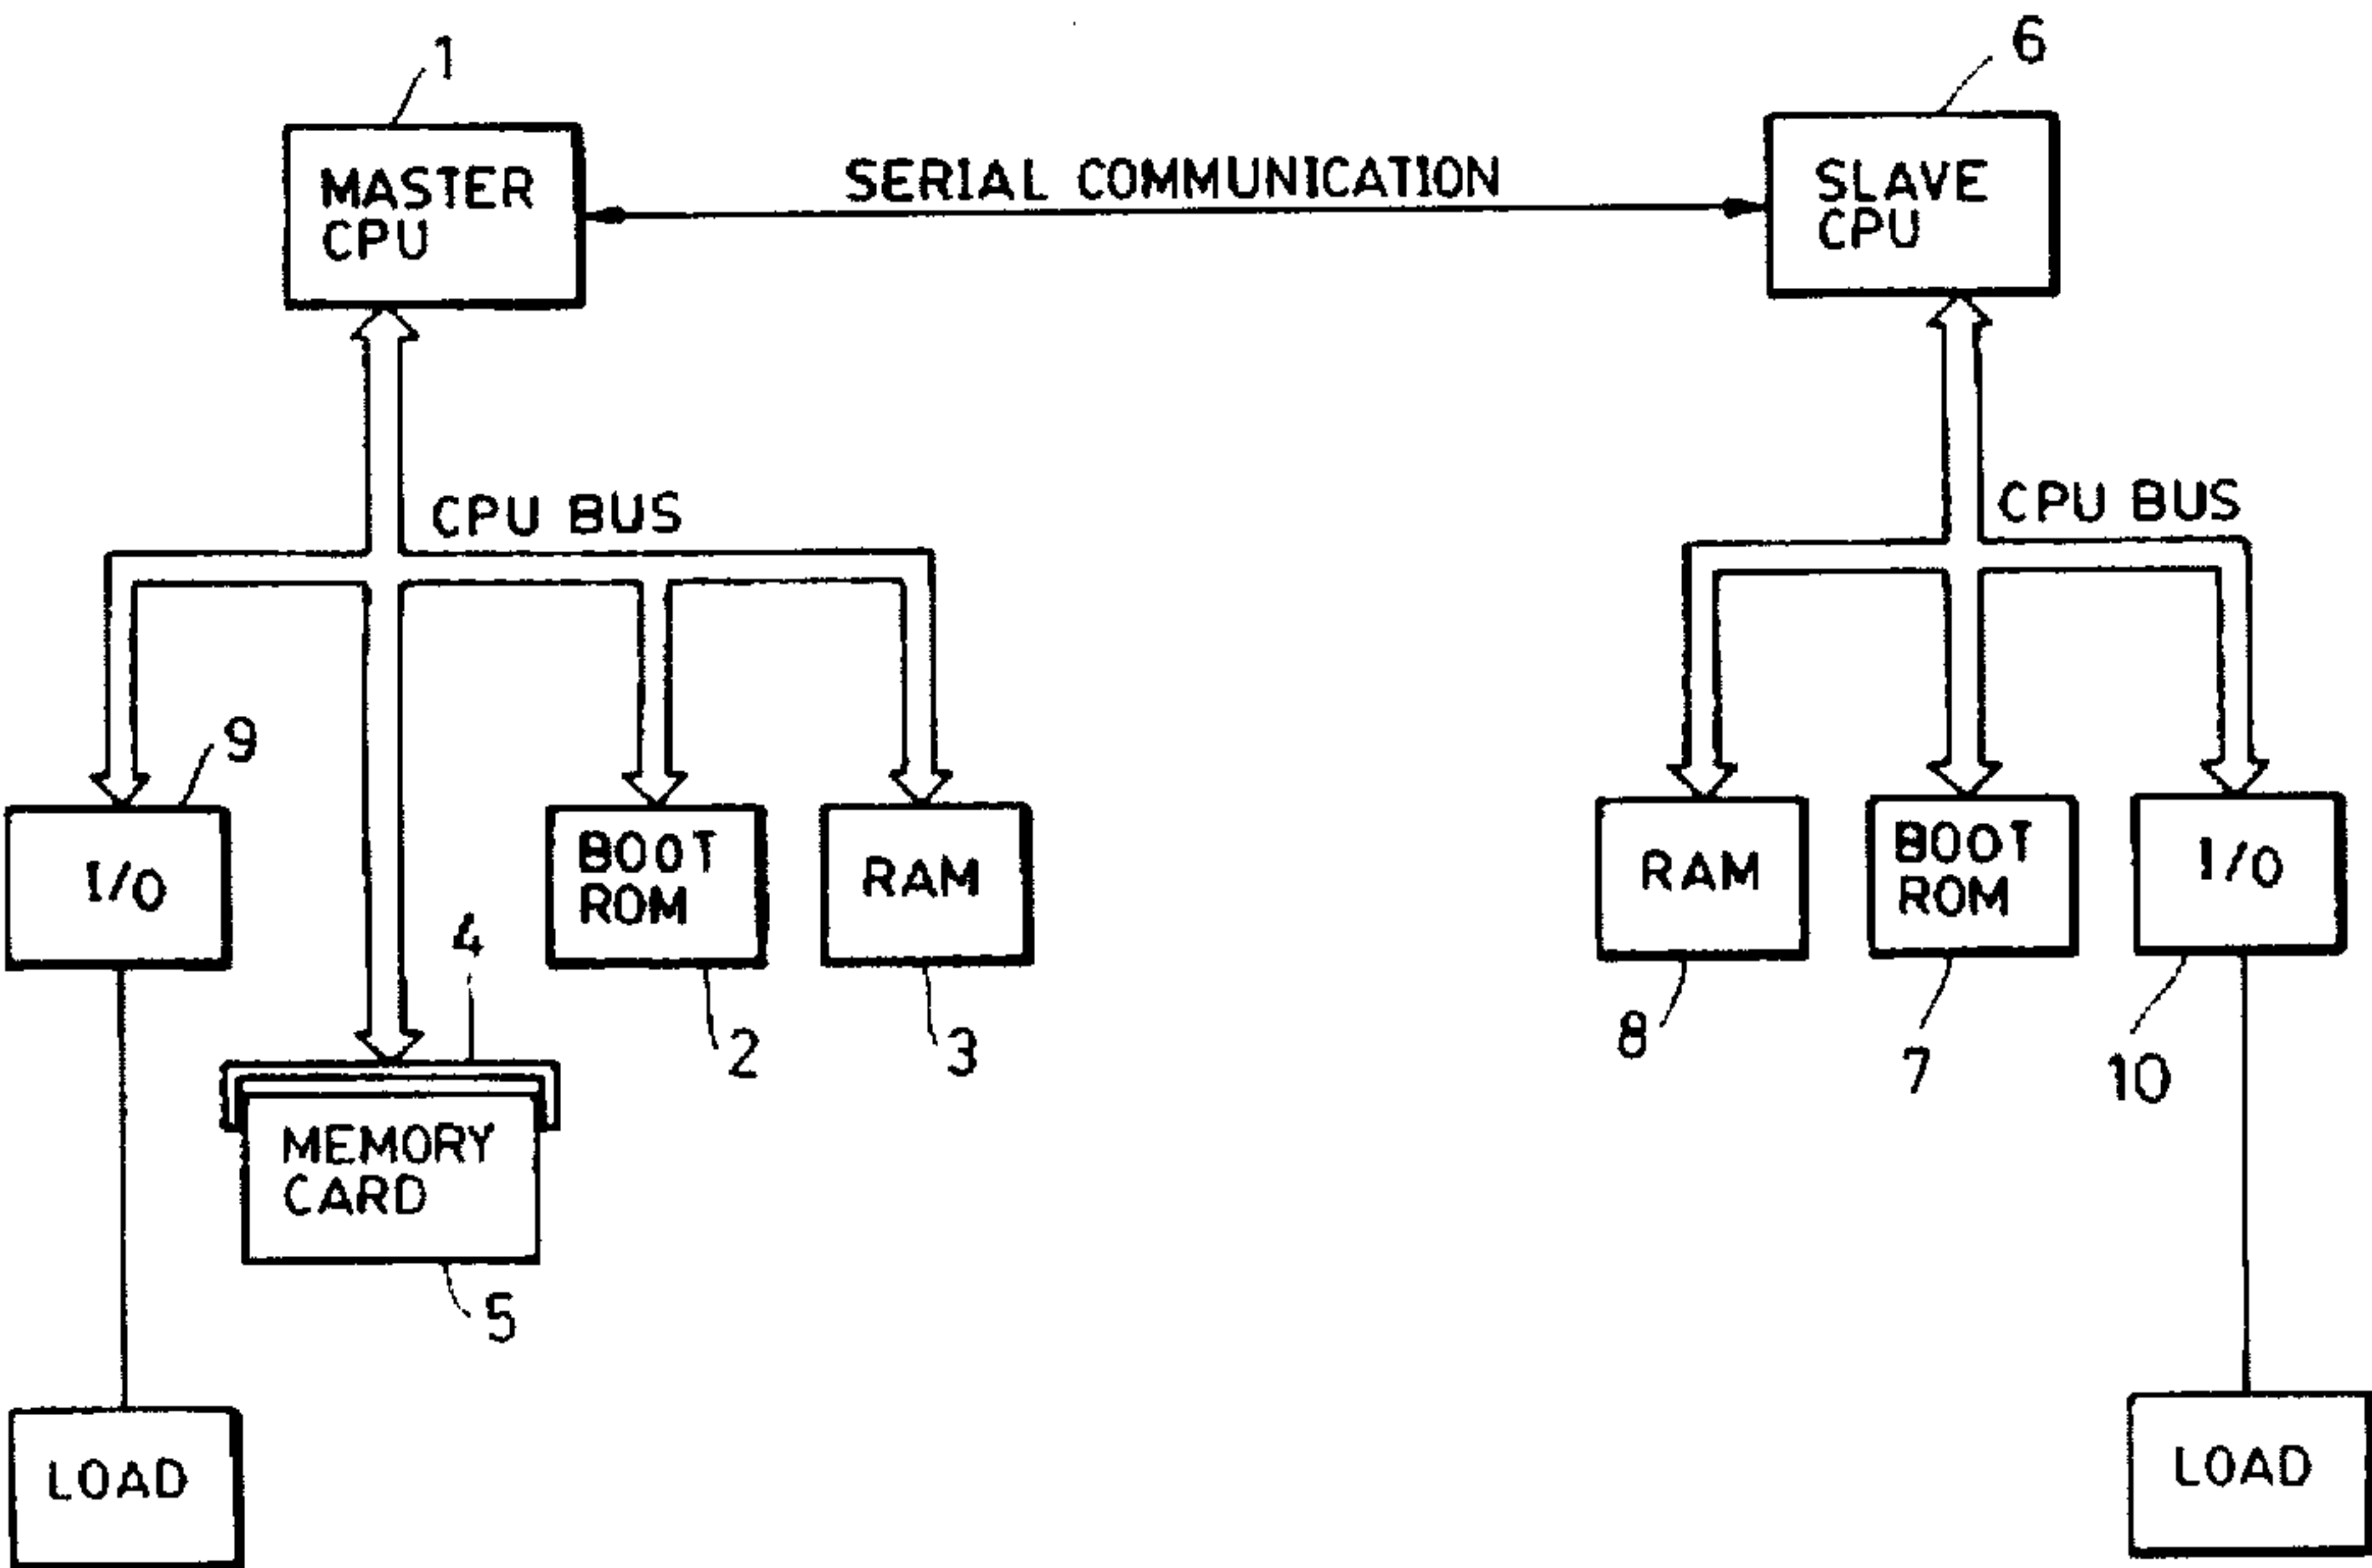 1
6
MASTER
CPU
SERIAL COMMUNICATION
SLAVE
CPU
CPU BUS
CPU BUS
9
I/O
BOOT
ROM
RAM
RAM
BOOT
ROM
I/O
4
2
3
8
7
10
MEMORY
CARD
5
LOAD
LOAD